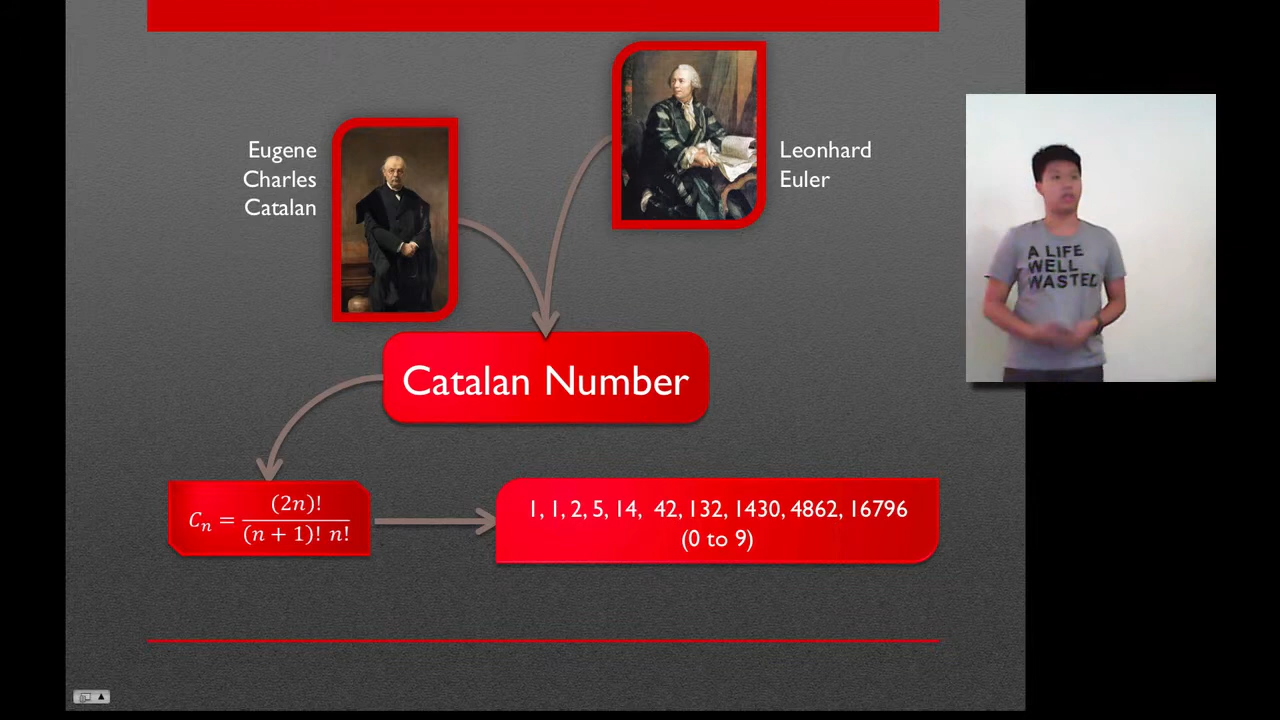 Eugene
Charles
Catalan
Leonhard
Euler
A LIFE
WELL
WASTED
Catalan Number
C_n = (2n)! / (n + 1)! n!
1, 1, 2, 5, 14, 42, 132, 1430, 4862, 16796
(0 to 9)